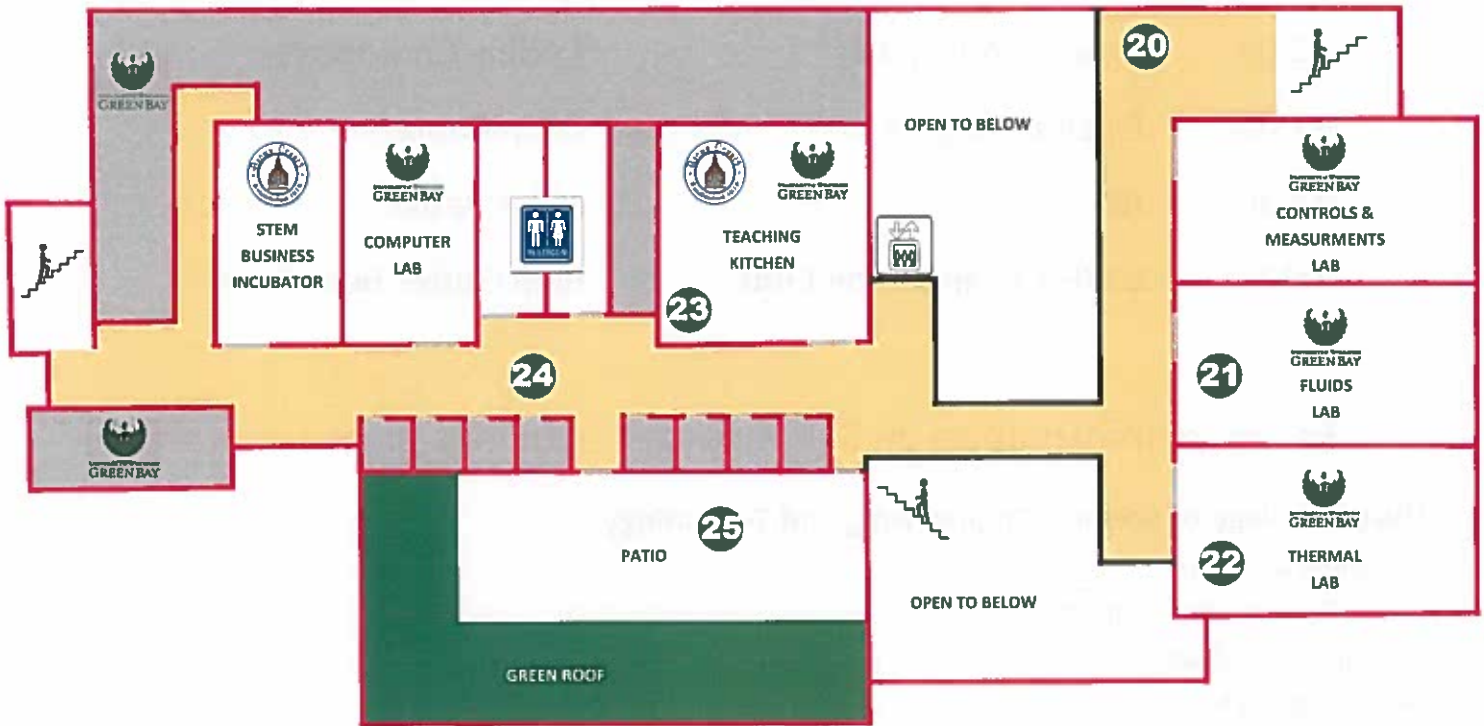 20
GREEN BAY
OPEN TO BELOW
GREEN BAY
CONTROLS &
MEASURMENTS
LAB
STEM
BUSINESS
INCUBATOR
GREEN BAY
COMPUTER
LAB
GREEN BAY
TEACHING
KITCHEN
23
24
GREEN BAY
21
FLUIDS
LAB
GREEN BAY
25
PATIO
GREEN BAY
22
THERMAL
LAB
OPEN TO BELOW
GREEN ROOF